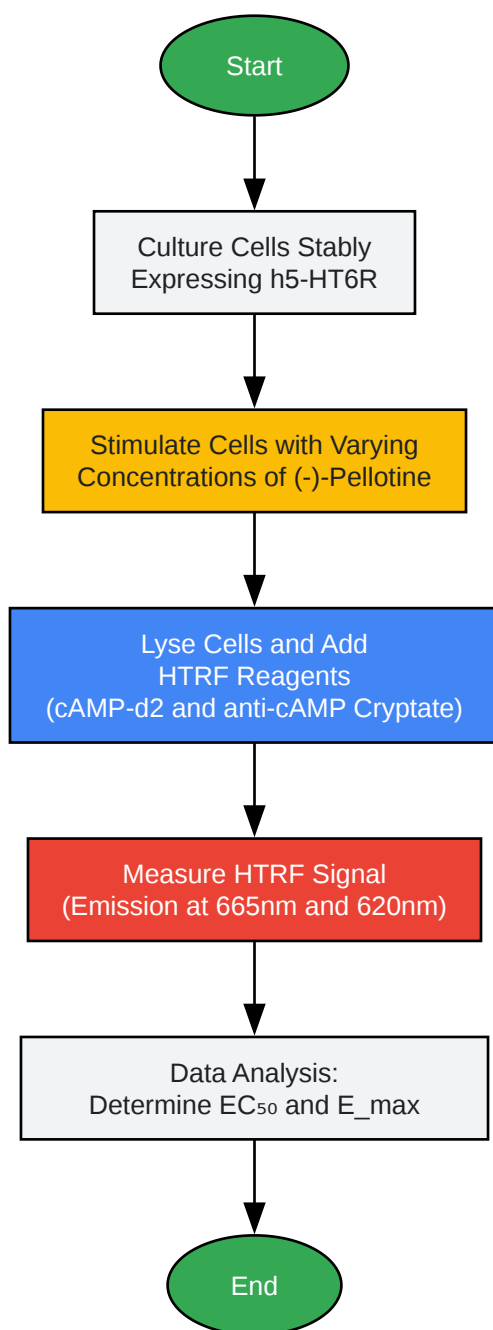 Start
Culture Cells Stably
Expressing h5-HT6R
Stimulate Cells with Varying
Concentrations of (-)-Pellotine
Lyse Cells and Add
HTRF Reagents
(cAMP-d2 and anti-cAMP Cryptate)
Measure HTRF Signal
(Emission at 665nm and 620nm)
Data Analysis:
Determine EC₅₀ and E_max
End